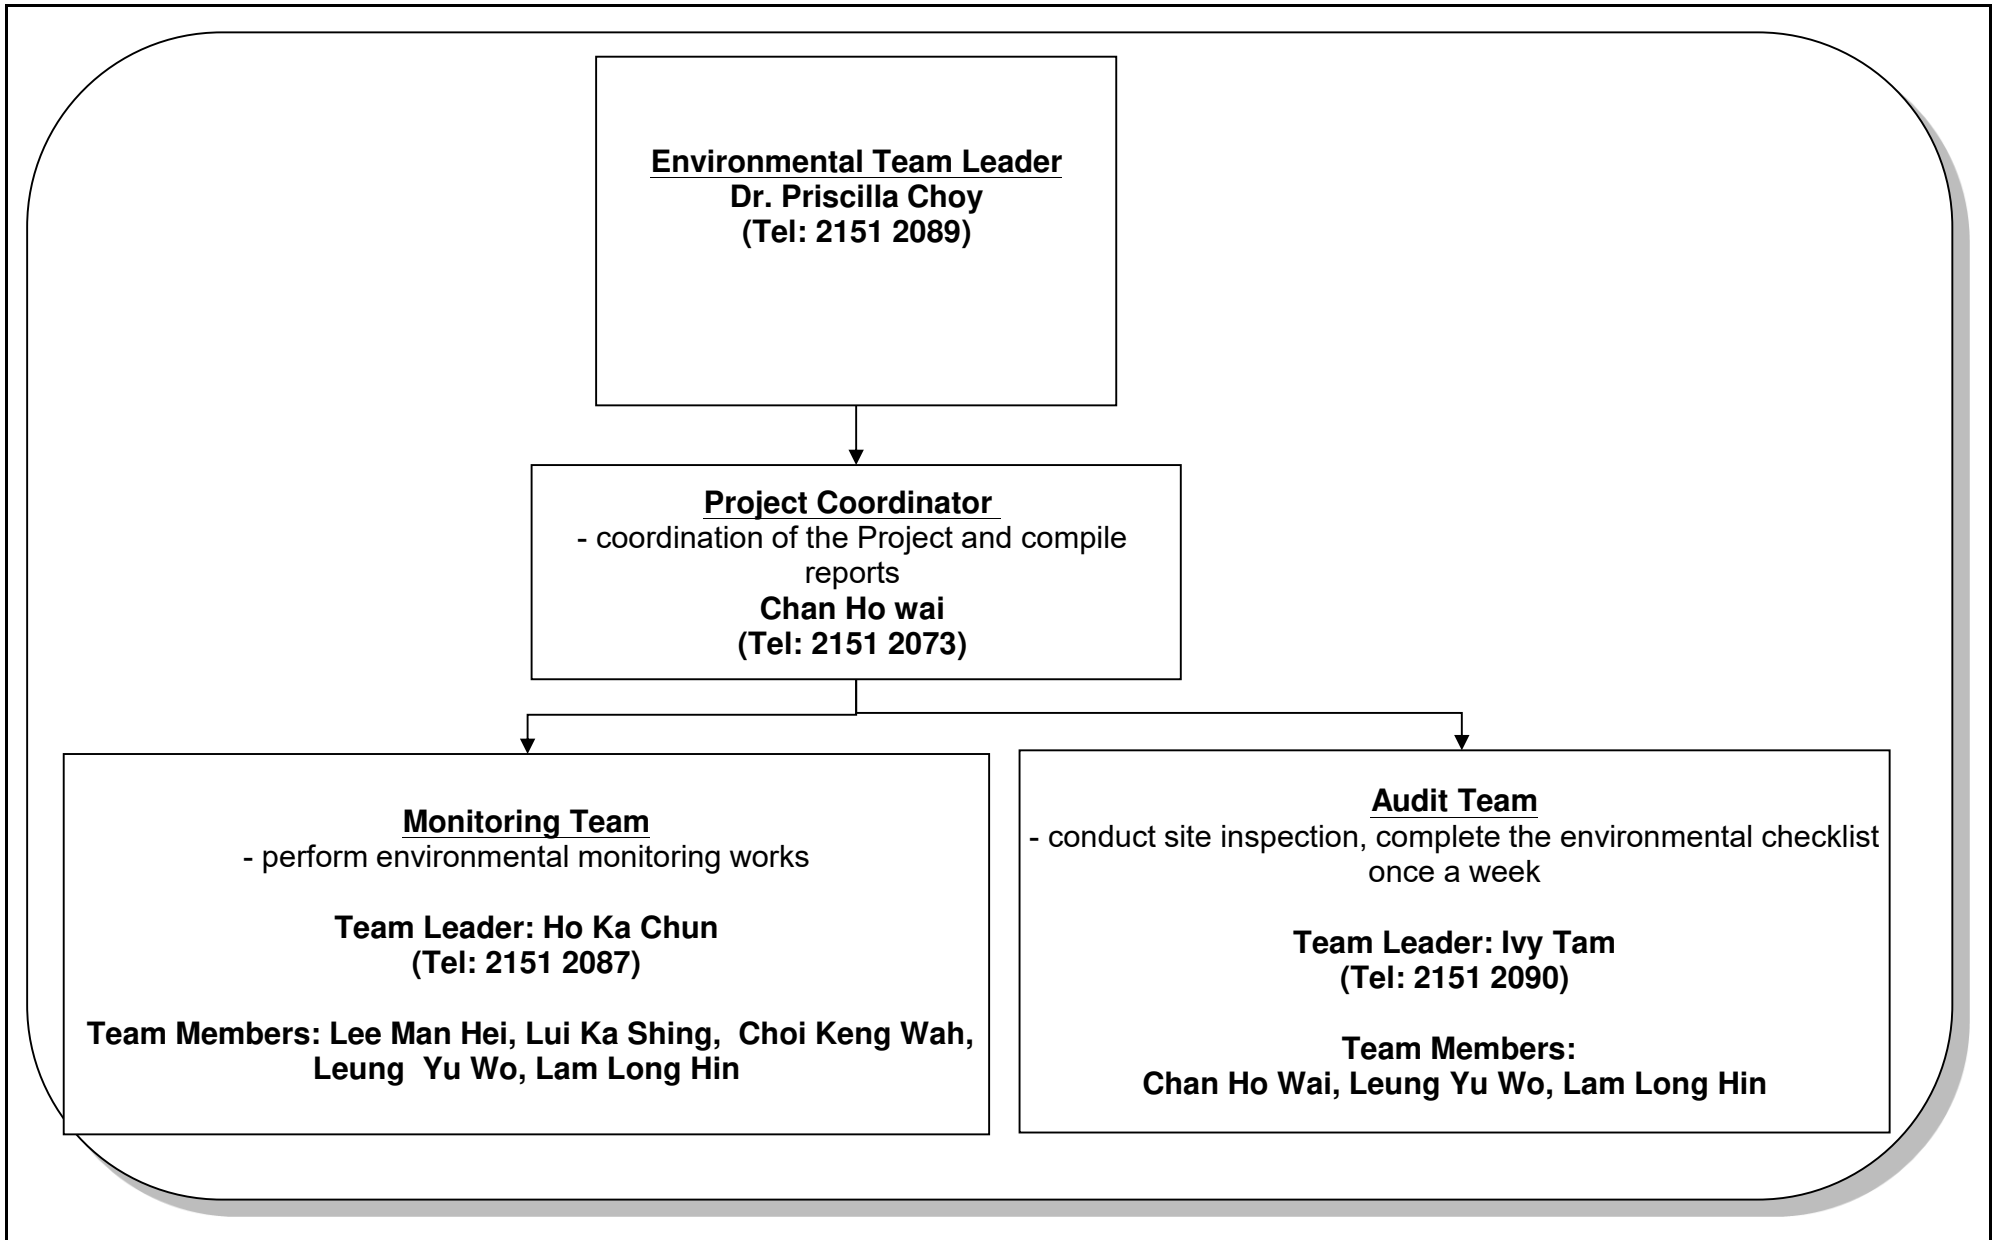 Environmental Team Leader
Dr. Priscilla Choy
(Tel: 2151 2089)
Project Coordinator
- coordination of the Project and compile
reports
Chan Ho wai
(Tel: 2151 2073)
Monitoring Team
- perform environmental monitoring works
Team Leader: Ho Ka Chun
(Tel: 2151 2087)
Team Members: Lee Man Hei, Lui Ka Shing,  Choi Keng Wah,
Leung  Yu Wo, Lam Long Hin
Audit Team
- conduct site inspection, complete the environmental checklist
once a week
Team Leader: Ivy Tam
(Tel: 2151 2090)
Team Members:
Chan Ho Wai, Leung Yu Wo, Lam Long Hin